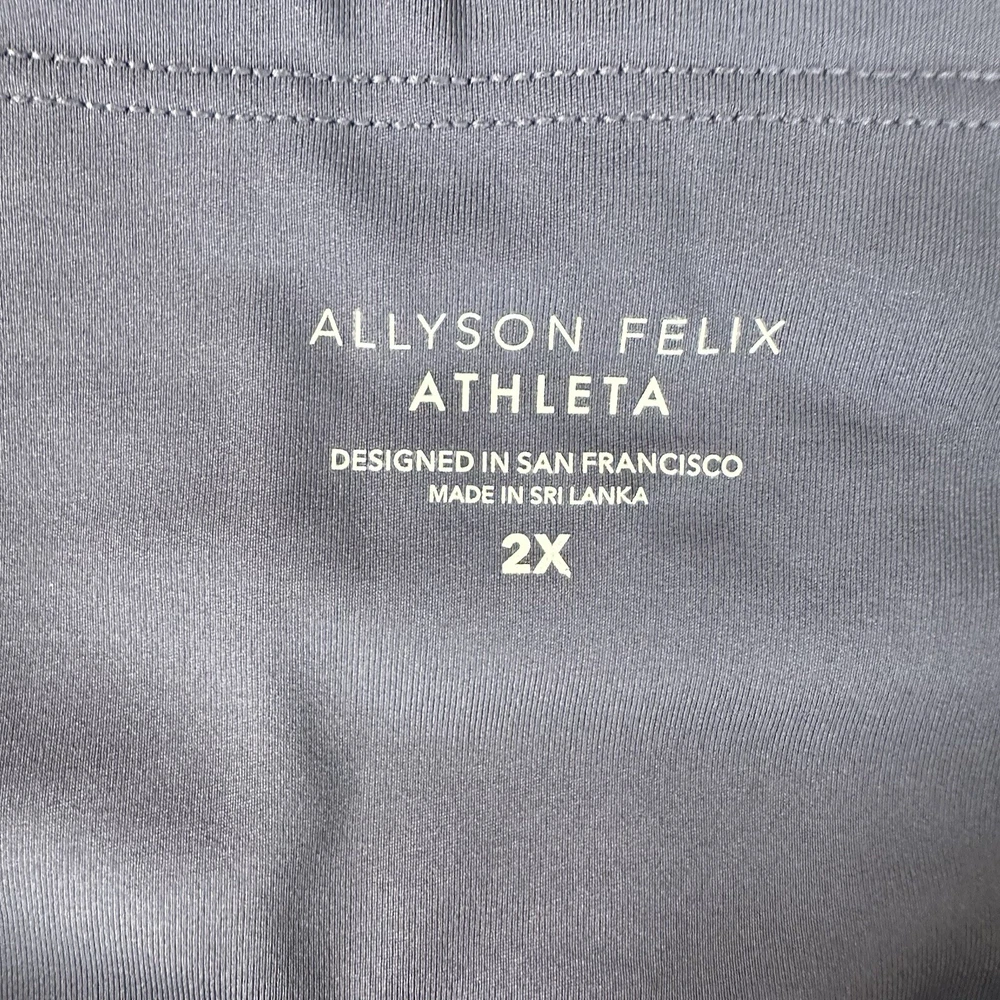 ALLYSON FELIX
ATHLETA
DESIGNED IN SAN FRANCISCO
MADE IN SRI LANKA
2X